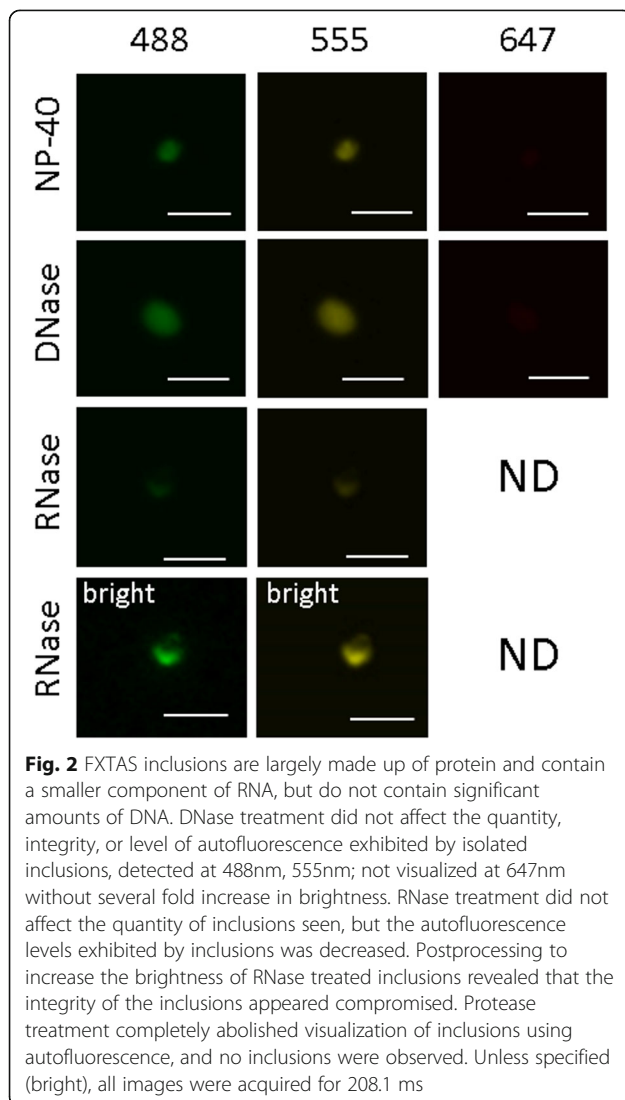 488 555 647
NP-40
DNase
RNase
ND
RNase
bright bright
ND
Fig. 2 FXTAS inclusions are largely made up of protein and contain
a smaller component of RNA, but do not contain significant
amounts of DNA. DNase treatment did not affect the quantity,
integrity, or level of autofluorescence exhibited by isolated
inclusions, detected at 488nm, 555nm; not visualized at 647nm
without several fold increase in brightness. RNase treatment did not
affect the quantity of inclusions seen, but the autofluorescence
levels exhibited by inclusions was decreased. Postprocessing to
increase the brightness of RNase treated inclusions revealed that the
integrity of the inclusions appeared compromised. Protease
treatment completely abolished visualization of inclusions using
autofluorescence, and no inclusions were observed. Unless specified
(bright), all images were acquired for 208.1 ms